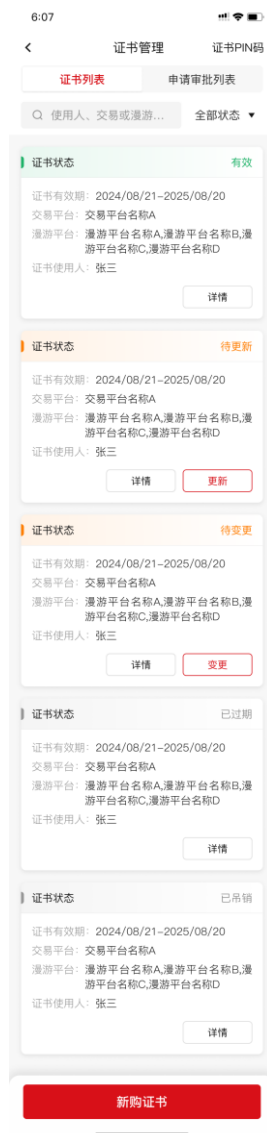 6:07
证书管理
证书PIN码
证书列表
申请审批列表
使用人、交易或漫游...
全部状态
证书状态
有效
证书有效期: 2024/08/21-2025/08/20
交易平台: 交易平台名称A
漫游平台: 漫游平台名称A,漫游平台名称B,漫
游平台名称C,漫游平台名称D
证书使用人: 张三
详情
证书状态
待更新
证书有效期: 2024/08/21-2025/08/20
交易平台: 交易平台名称A
漫游平台: 漫游平台名称A,漫游平台名称B,漫
游平台名称C,漫游平台名称D
证书使用人: 张三
详情
更新
证书状态
待变更
证书有效期: 2024/08/21-2025/08/20
交易平台: 交易平台名称A
漫游平台: 漫游平台名称A,漫游平台名称B,漫
游平台名称C,漫游平台名称D
证书使用人: 张三
详情
变更
证书状态
已过期
证书有效期: 2024/08/21-2025/08/20
交易平台: 交易平台名称A
漫游平台: 漫游平台名称A,漫游平台名称B,漫
游平台名称C,漫游平台名称D
证书使用人: 张三
详情
证书状态
已吊销
证书有效期: 2024/08/21-2025/08/20
交易平台: 交易平台名称A
漫游平台: 漫游平台名称A,漫游平台名称B,漫
游平台名称C,漫游平台名称D
证书使用人: 张三
详情
新购证书